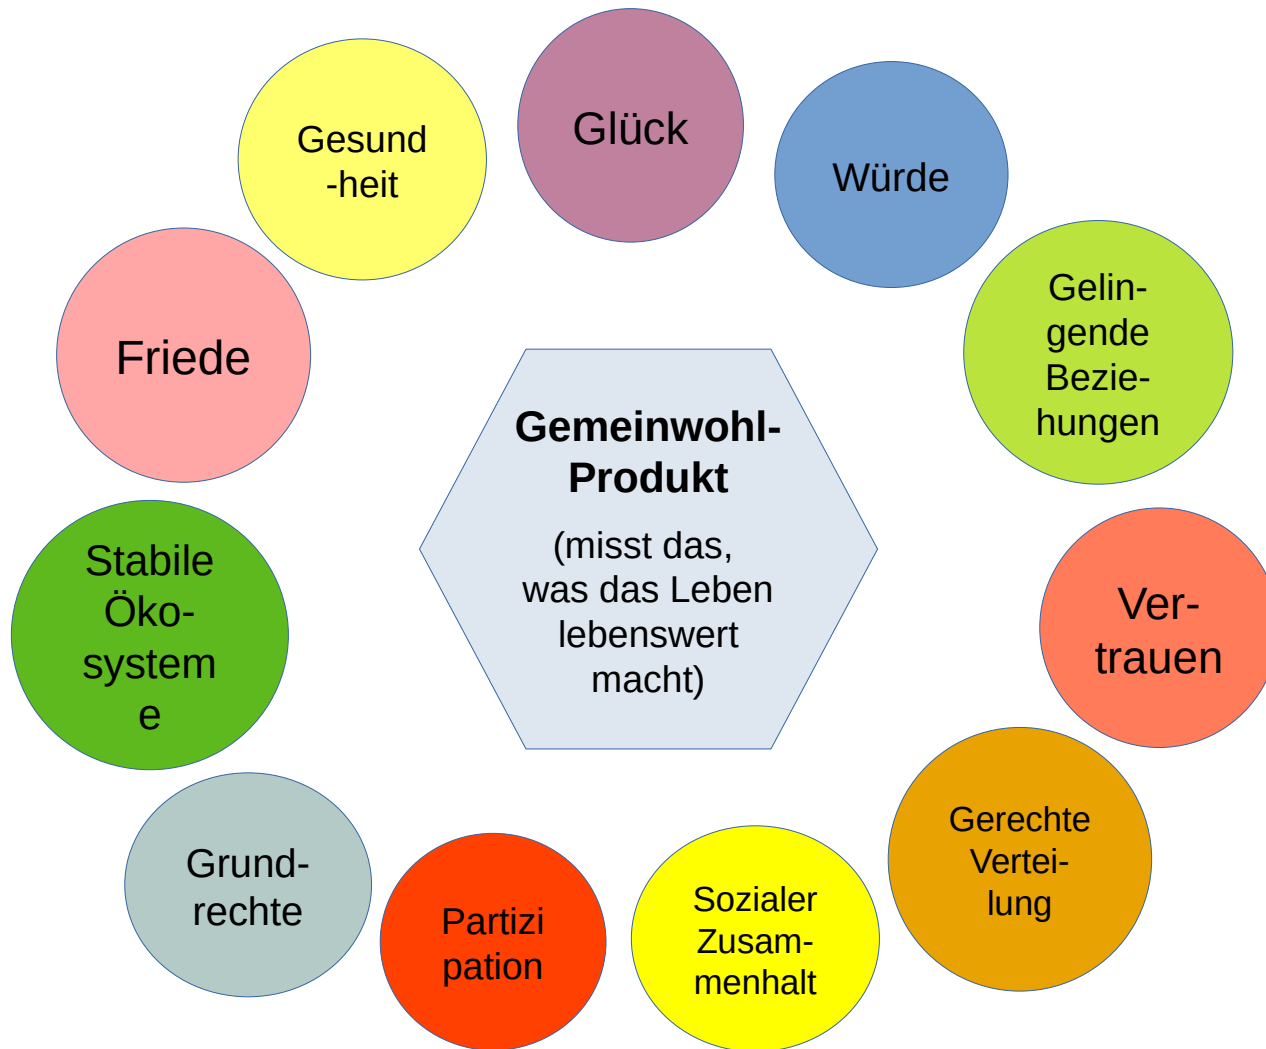 Glück
Gesund
-heit
Würde
Gelin-
gende
Bezie-
hungen
Friede
Gemeinwohl-
Produkt
(misst das,
was das Leben
lebenswert
macht)
Stabile
Öko-
system
e
Ver-
trauen
Gerechte
Vertei-
lung
Grund-
rechte
Partizi
pation
Sozialer
Zusam-
menhalt